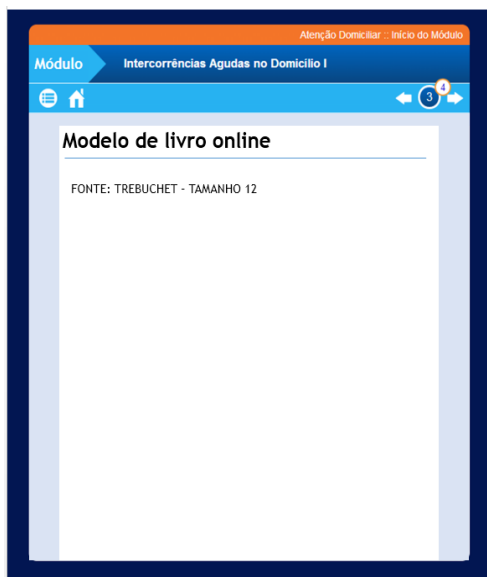 Atenção Domiciliar :: Início do Módulo
Módulo
Intercorrências Agudas no Domicílio I
3
4
Modelo de livro online
FONTE: TREBUCHET - TAMANHO 12